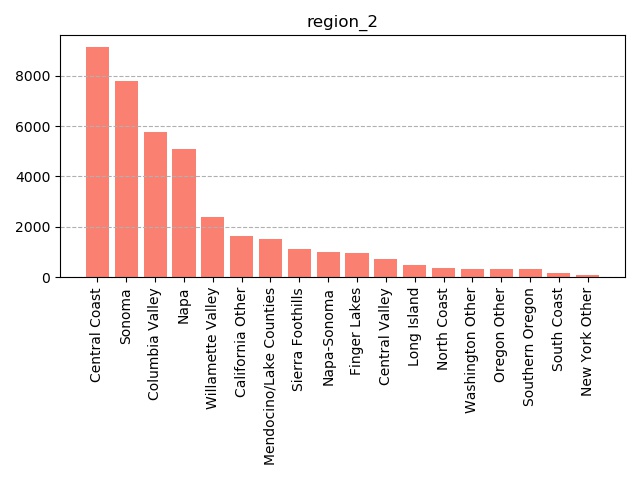 region_2
8000
6000
4000
2000
0
Central Coast
Sonoma
Columbia Valley
Napa
Willamette Valley
California Other
Mendocino/Lake Counties
Sierra Foothills
Napa-Sonoma
Finger Lakes
Central Valley
Long Island
North Coast
Washington Other
Oregon Other
Southern Oregon
South Coast
New York Other